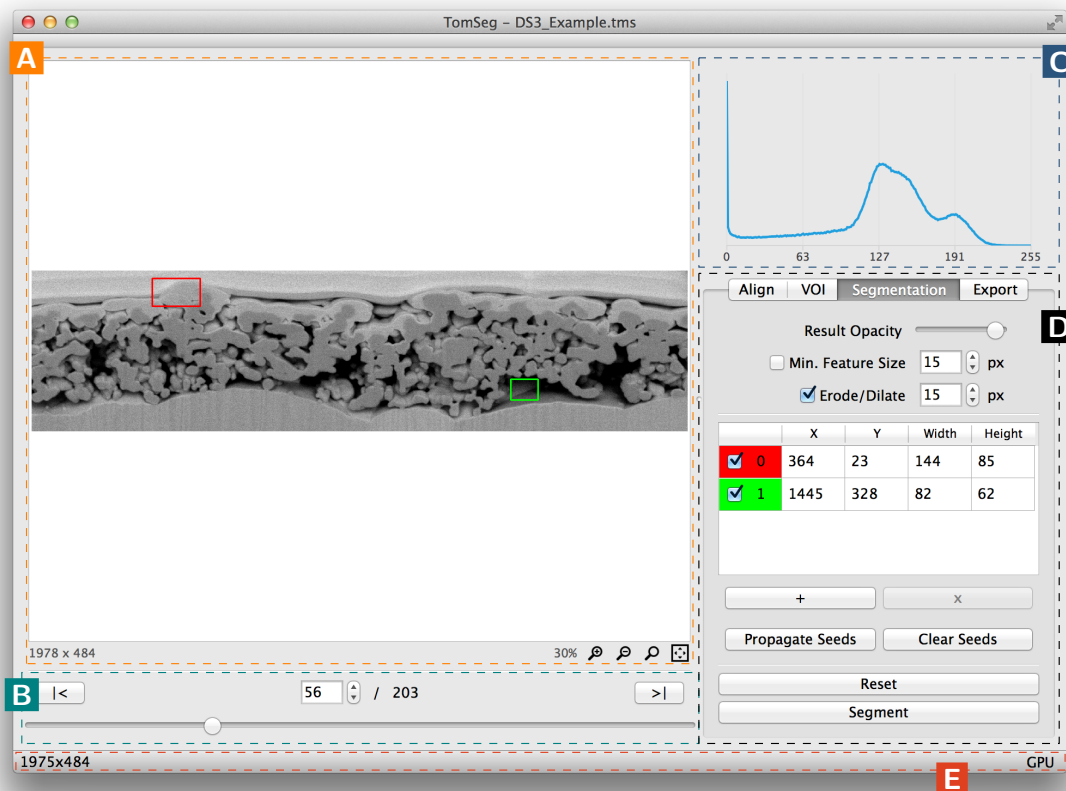 TomSeg – DS3_Example.tms
A
C
0 63 127 191 255
Align VOI Segmentation Export
D
Result Opacity
Min. Feature Size 15 px
Erode/Dilate 15 px
X Y Width Height
0 364 23 144 85
1 1445 328 82 62
+ x
Propagate Seeds Clear Seeds
Reset
Segment
1978 x 484 30%
B |< 56 / 203 >|
1975x484 GPU
E